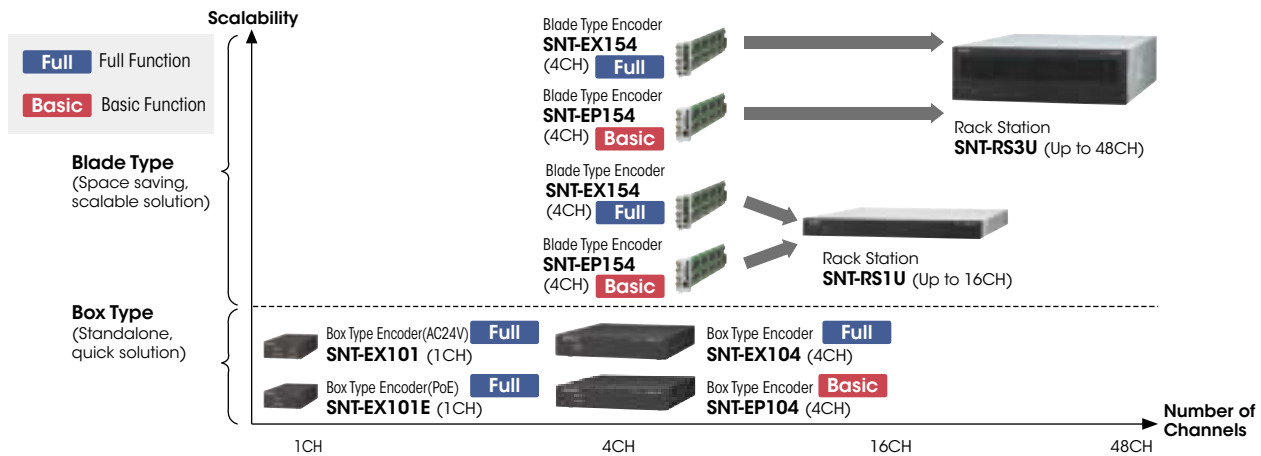 Scalability
Full Full Function
Basic Basic Function
Blade Type
(Space saving,
scalable solution)
Blade Type Encoder
SNT-EX154
(4CH) Full
Blade Type Encoder
SNT-EP154
(4CH) Basic
Rack Station
SNT-RS3U (Up to 48CH)
Blade Type Encoder
SNT-EX154
(4CH) Full
Blade Type Encoder
SNT-EP154
(4CH) Basic
Rack Station
SNT-RS1U (Up to 16CH)
Box Type
(Standalone,
quick solution)
Box Type Encoder(AC24V) Full
SNT-EX101 (1CH)
Box Type Encoder Full
SNT-EX104 (4CH)
Box Type Encoder(PoE) Full
SNT-EX101E (1CH)
Box Type Encoder Basic
SNT-EP104 (4CH)
Number of
Channels
1CH 4CH 16CH 48CH